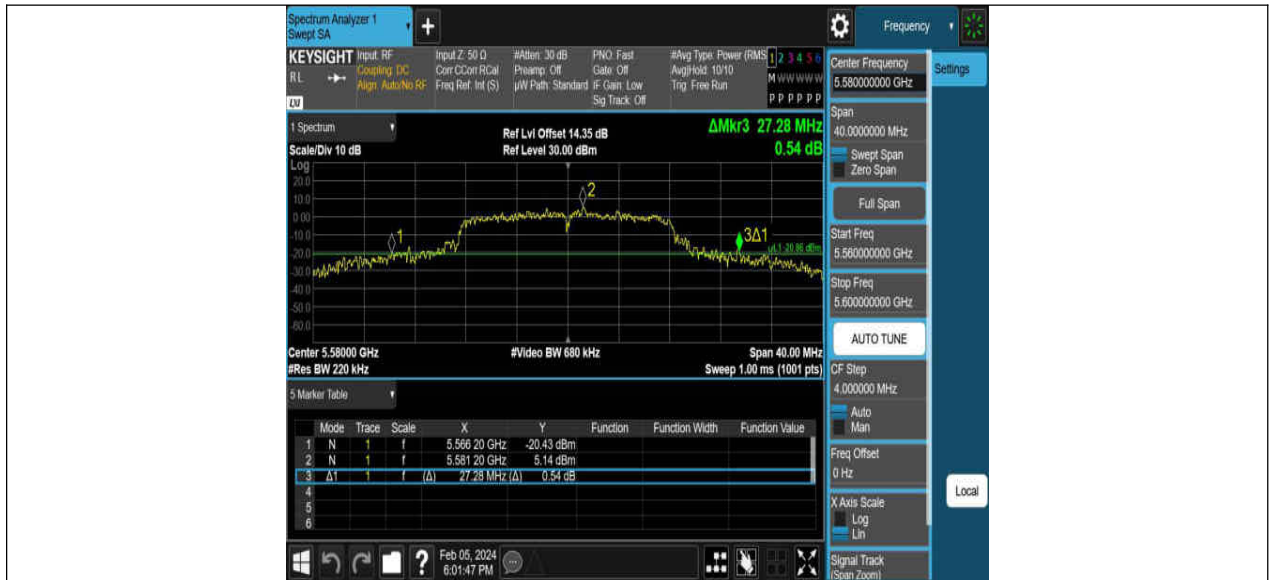 Spectrum Analyzer 1
Swept SA
Frequency
KEYSIGHT Input: RF Input Z: 50 Ω #Atten: 30 dB PNO: Fast #Avg Type: Power (RMS 1 2 3 4 5 6
RL Coupling: DC Corr CCorr RCal Preamp: Off Gate: Off Avg|Hold: 10/10 M W W W W W
Align: Auto/No RF Freq Ref: Int (S) µW Path: Standard IF Gain: Low Trig: Free Run
LXI Sig Track: Off P P P P P P
1 Spectrum
Ref Lvl Offset 14.35 dB
ΔMkr3 27.28 MHz
Scale/Div 10 dB
Ref Level 30.00 dBm
0.54 dB
Log
20.0
10.0
0.00
-10.0
-20.0
-30.0
-40.0
-50.0
-60.0
1
2
3Δ1
DL1 -20.86 dBm
Center 5.58000 GHz
#Video BW 680 kHz
Span 40.00 MHz
#Res BW 220 kHz
Sweep 1.00 ms (1001 pts)
5 Marker Table
Mode Trace Scale X Y Function Function Width Function Value
1 N 1 f 5.566 20 GHz -20.43 dBm
2 N 1 f 5.581 20 GHz 5.14 dBm
3 Δ1 1 f (Δ) 27.28 MHz (Δ) 0.54 dB
4
5
6
? Feb 05, 2024
6:01:47 PM
Center Frequency
5.580000000 GHz
Settings
Span
40.0000000 MHz
Swept Span
Zero Span
Full Span
Start Freq
5.560000000 GHz
Stop Freq
5.600000000 GHz
AUTO TUNE
CF Step
4.000000 MHz
Auto
Man
Freq Offset
0 Hz
X Axis Scale
Log
Lin
Local
Signal Track
(Span Zoom)